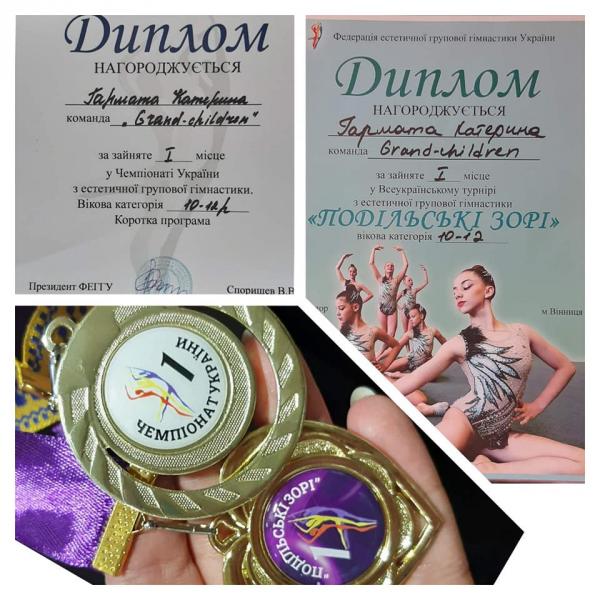 Диплом
НАГОРОДЖУЄТЬСЯ
Гармата Катерина
команда „Grand-children"
за зайняте I місце
у Чемпіонаті України
з естетичної групової гімнастики.
Вікова категорія 10-12р
Коротка програма
Президент ФЕГГУ Спорищев В.В
Федерація естетичної групової гімнастики України
Диплом
НАГОРОДЖУЄТЬСЯ
Гармата Катерина
команда Grand-children
за зайняте I місце
у Всеукраїнському турнірі
з естетичної групової гімнастики
«ПОДІЛЬСЬКІ ЗОРІ»
вікова категорія 10-12
м Вінниця
1
ЧЕМПІОНАТ УКРАЇНИ
1
"ПОДІЛЬСЬКІ ЗОРІ"